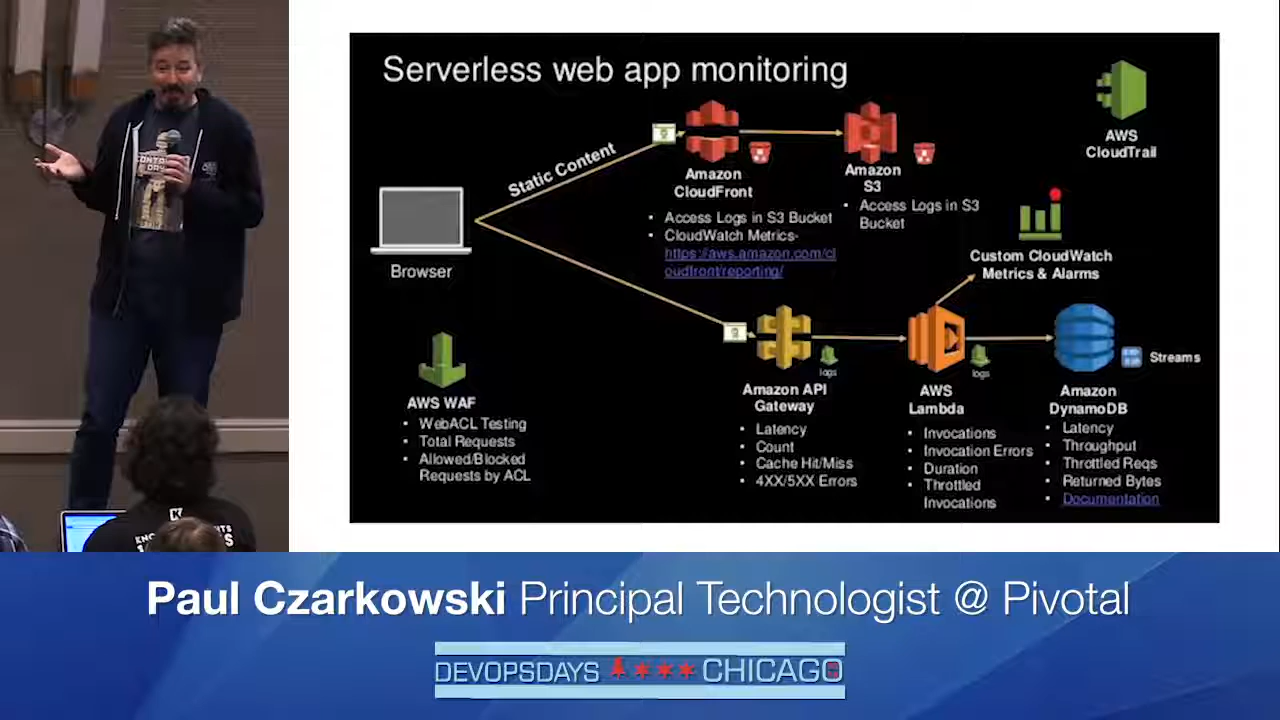 Serverless web app monitoring
AWS
CloudTrail
Static Content
Amazon
CloudFront
Amazon
S3
• Access Logs in S3 Bucket
• CloudWatch Metrics-
https://aws.amazon.com/cl
oudfront/reporting/
• Access Logs in S3
Bucket
Browser
Custom CloudWatch
Metrics & Alarms
Streams
logs
logs
AWS WAF
• WebACL Testing
• Total Requests
• Allowed/Blocked
Requests by ACL
Amazon API
Gateway
• Latency
• Count
• Cache Hit/Miss
• 4XX/5XX Errors
AWS
Lambda
• Invocations
• Invocation Errors
• Duration
• Throttled
Invocations
Amazon
DynamoDB
• Latency
• Throughput
• Throttled Reqs
• Returned Bytes
• Documentation
Paul Czarkowski Principal Technologist @ Pivotal
DEVOPSDAYS CHICAGO